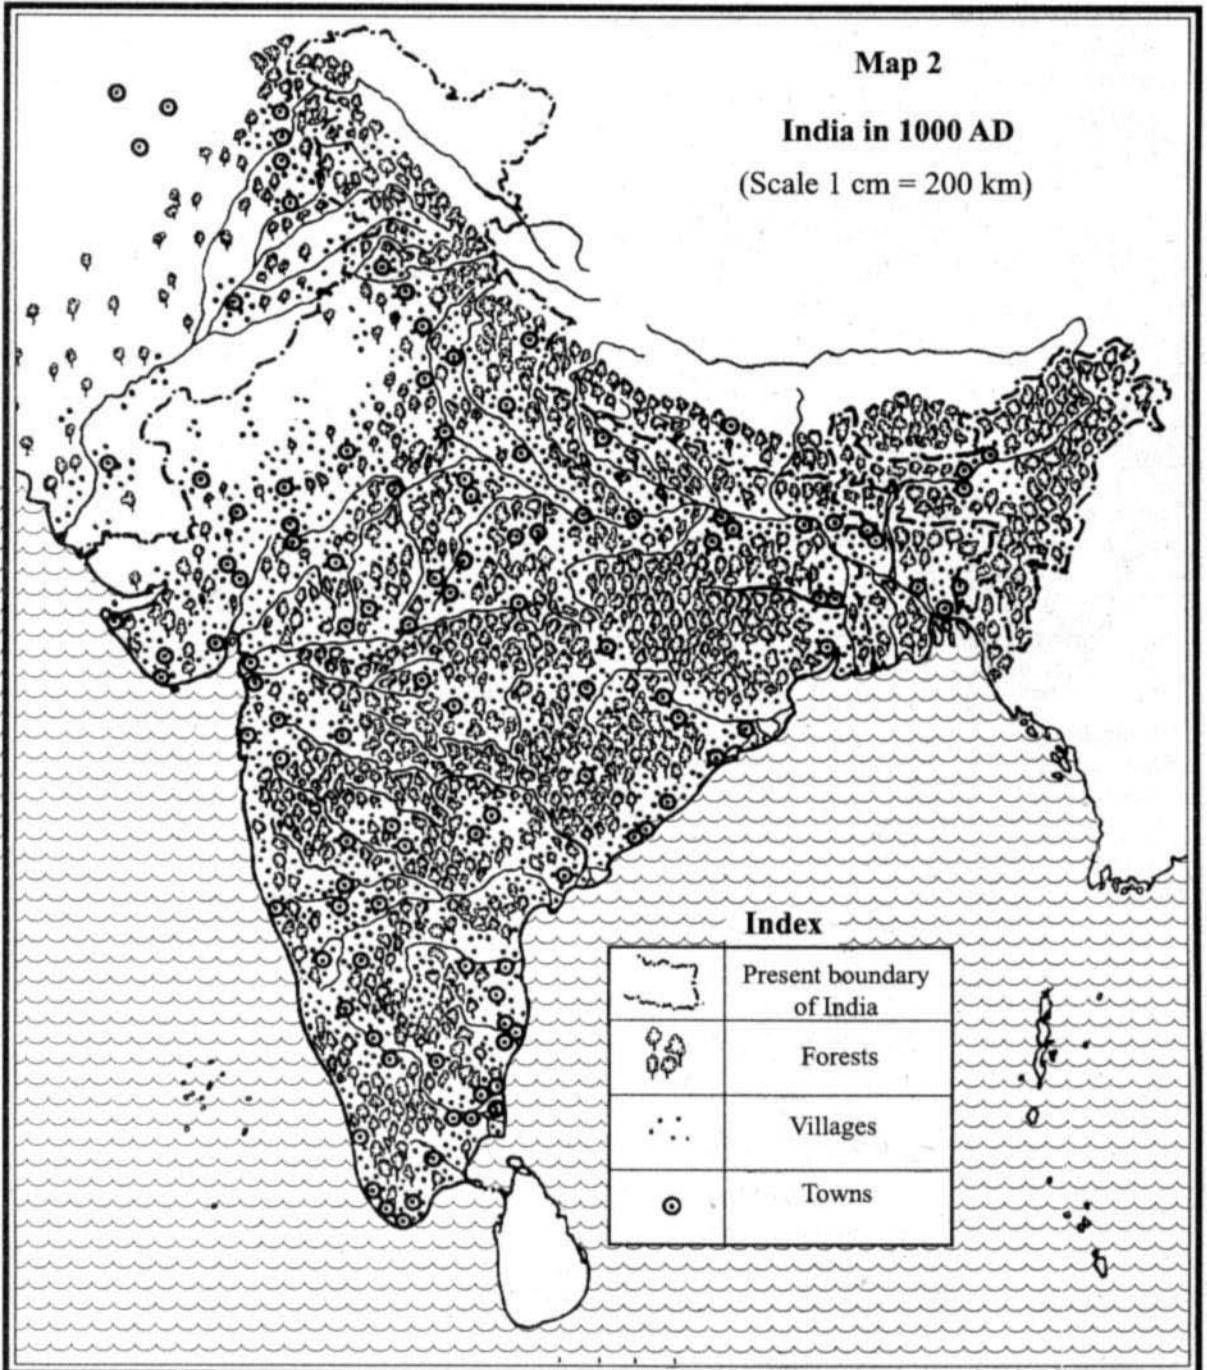 Map 2
India in 1000 AD
(Scale 1 cm = 200 km)
Index
Present boundary
of India
Forests
Villages
Towns